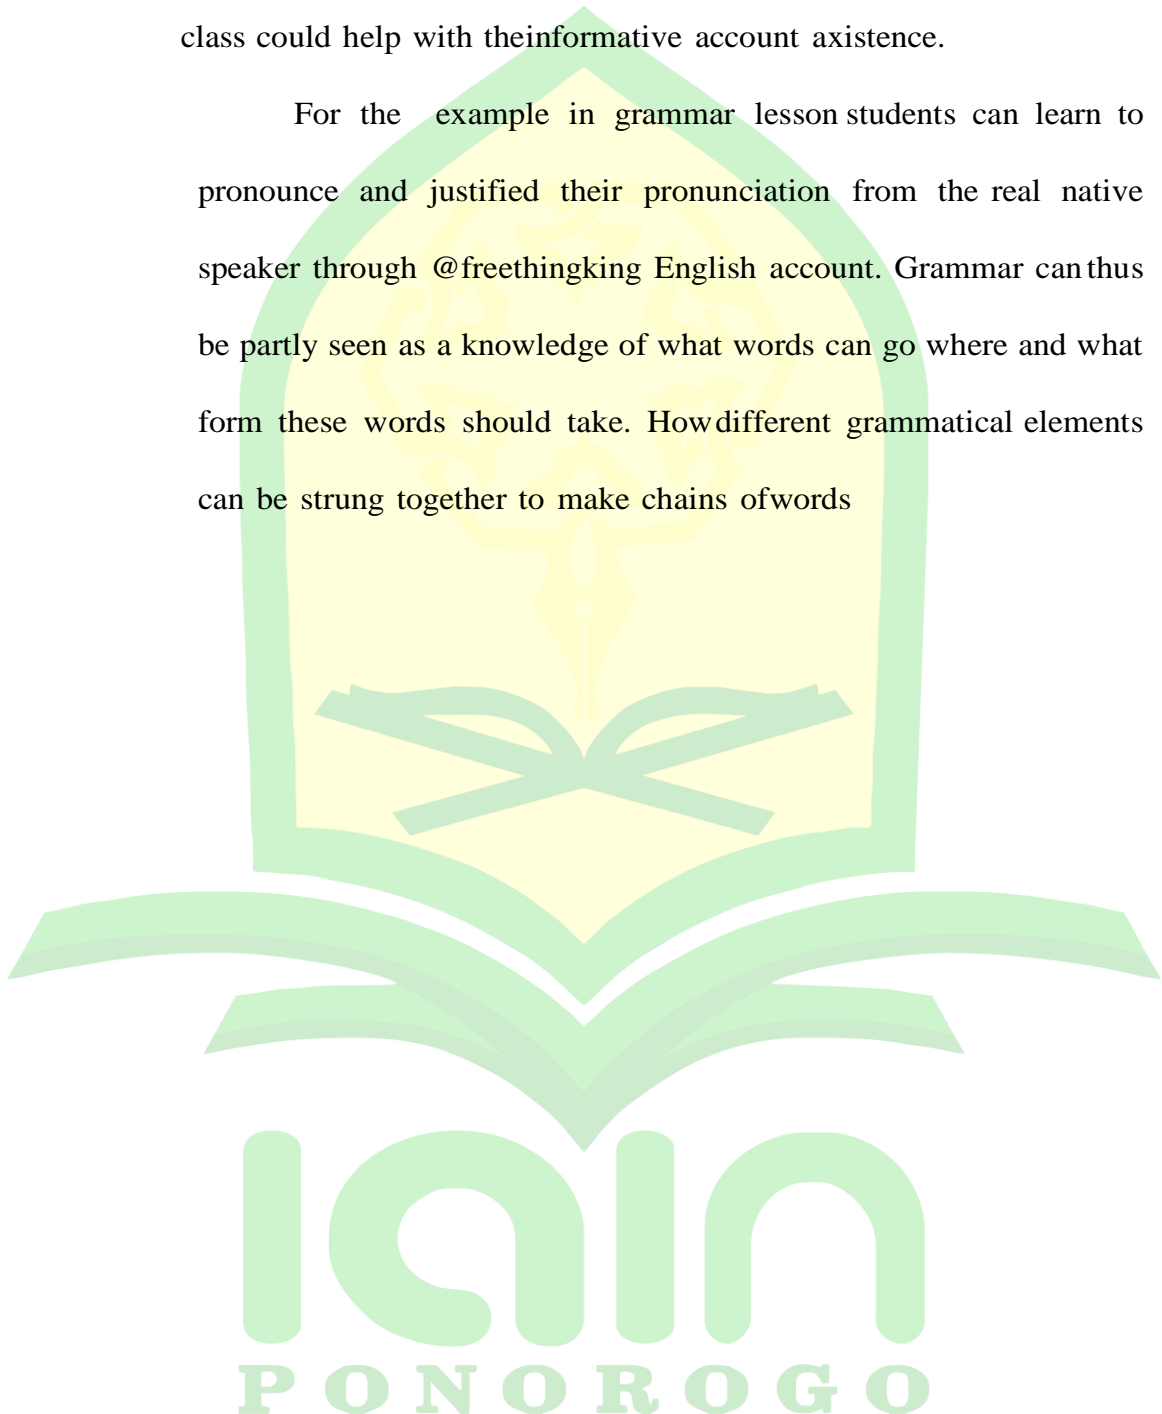 class could help with theinformative account axistence.
For the example in grammar lesson students can learn to
pronounce and justified their pronunciation from the real native
speaker through @freethingking English account. Grammar can thus
be partly seen as a knowledge of what words can go where and what
form these words should take. Howdifferent grammatical elements
can be strung together to make chains ofwords
iain
PONOROGO